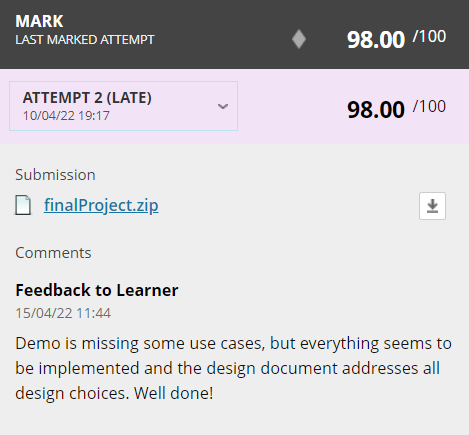 MARK
LAST MARKED ATTEMPT
98.00 /100
ATTEMPT 2 (LATE)
10/04/22 19:17
98.00 /100
Submission
finalProject.zip
Comments
Feedback to Learner
15/04/22 11:44
Demo is missing some use cases, but everything seems to
be implemented and the design document addresses all
design choices. Well done!